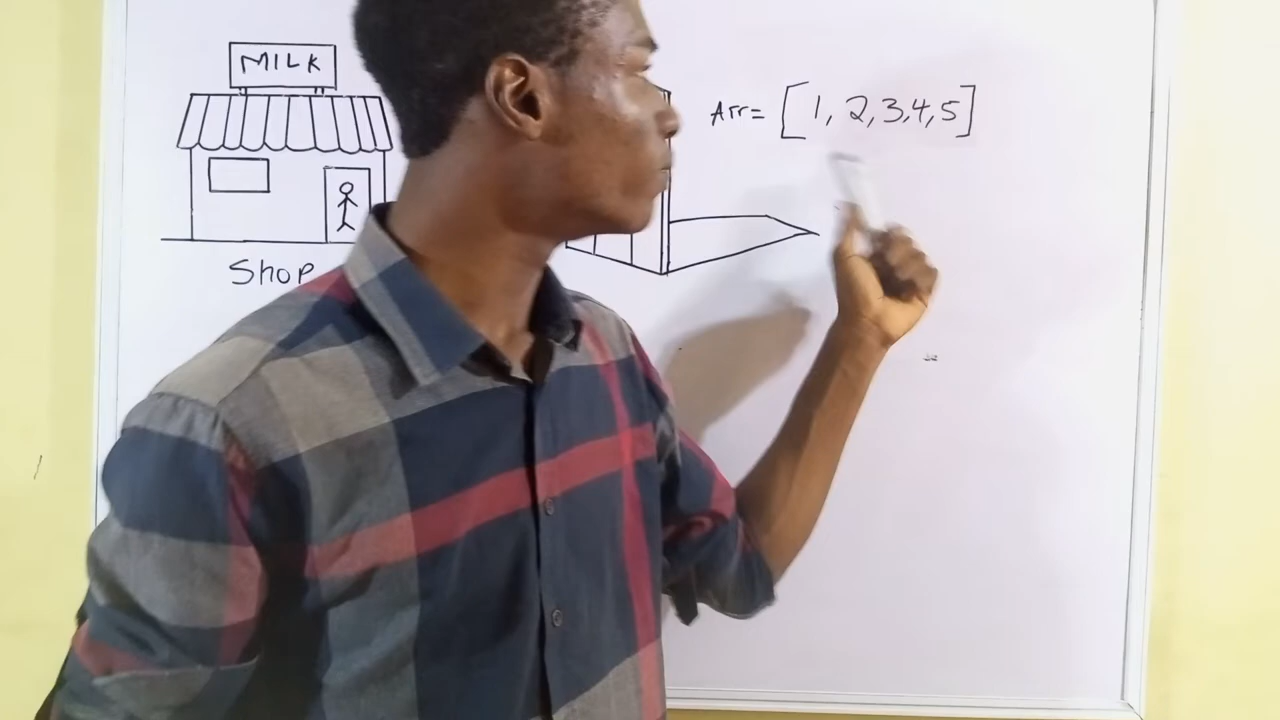 MILK
Shop
Arr= [1, 2, 3, 4, 5]